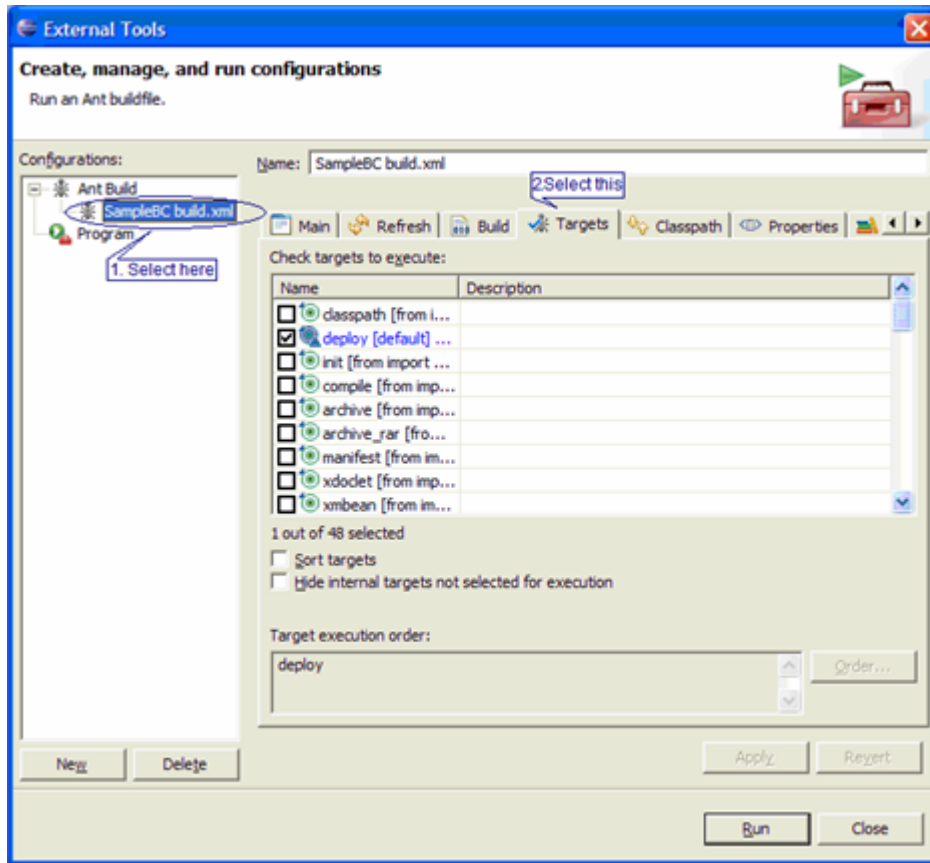 External Tools
Create, manage, and run configurations
Run an Ant buildfile.
Configurations:
Ant Build
SampleBC build.xml
Program
1. Select here
New
Delete
Name: SampleBC build.xml
2.Select this
Main Refresh Build Targets Classpath Properties
Check targets to execute:
Name Description
classpath [from i...
deploy [default] ...
init [from import ...
compile [from imp...
archive [from imp...
archive_rar [fro...
manifest [from im...
xdoclet [from imp...
xmbean [from im...
1 out of 48 selected
Sort targets
Hide internal targets not selected for execution
Target execution order:
deploy
Order...
Apply Revert
Run Close